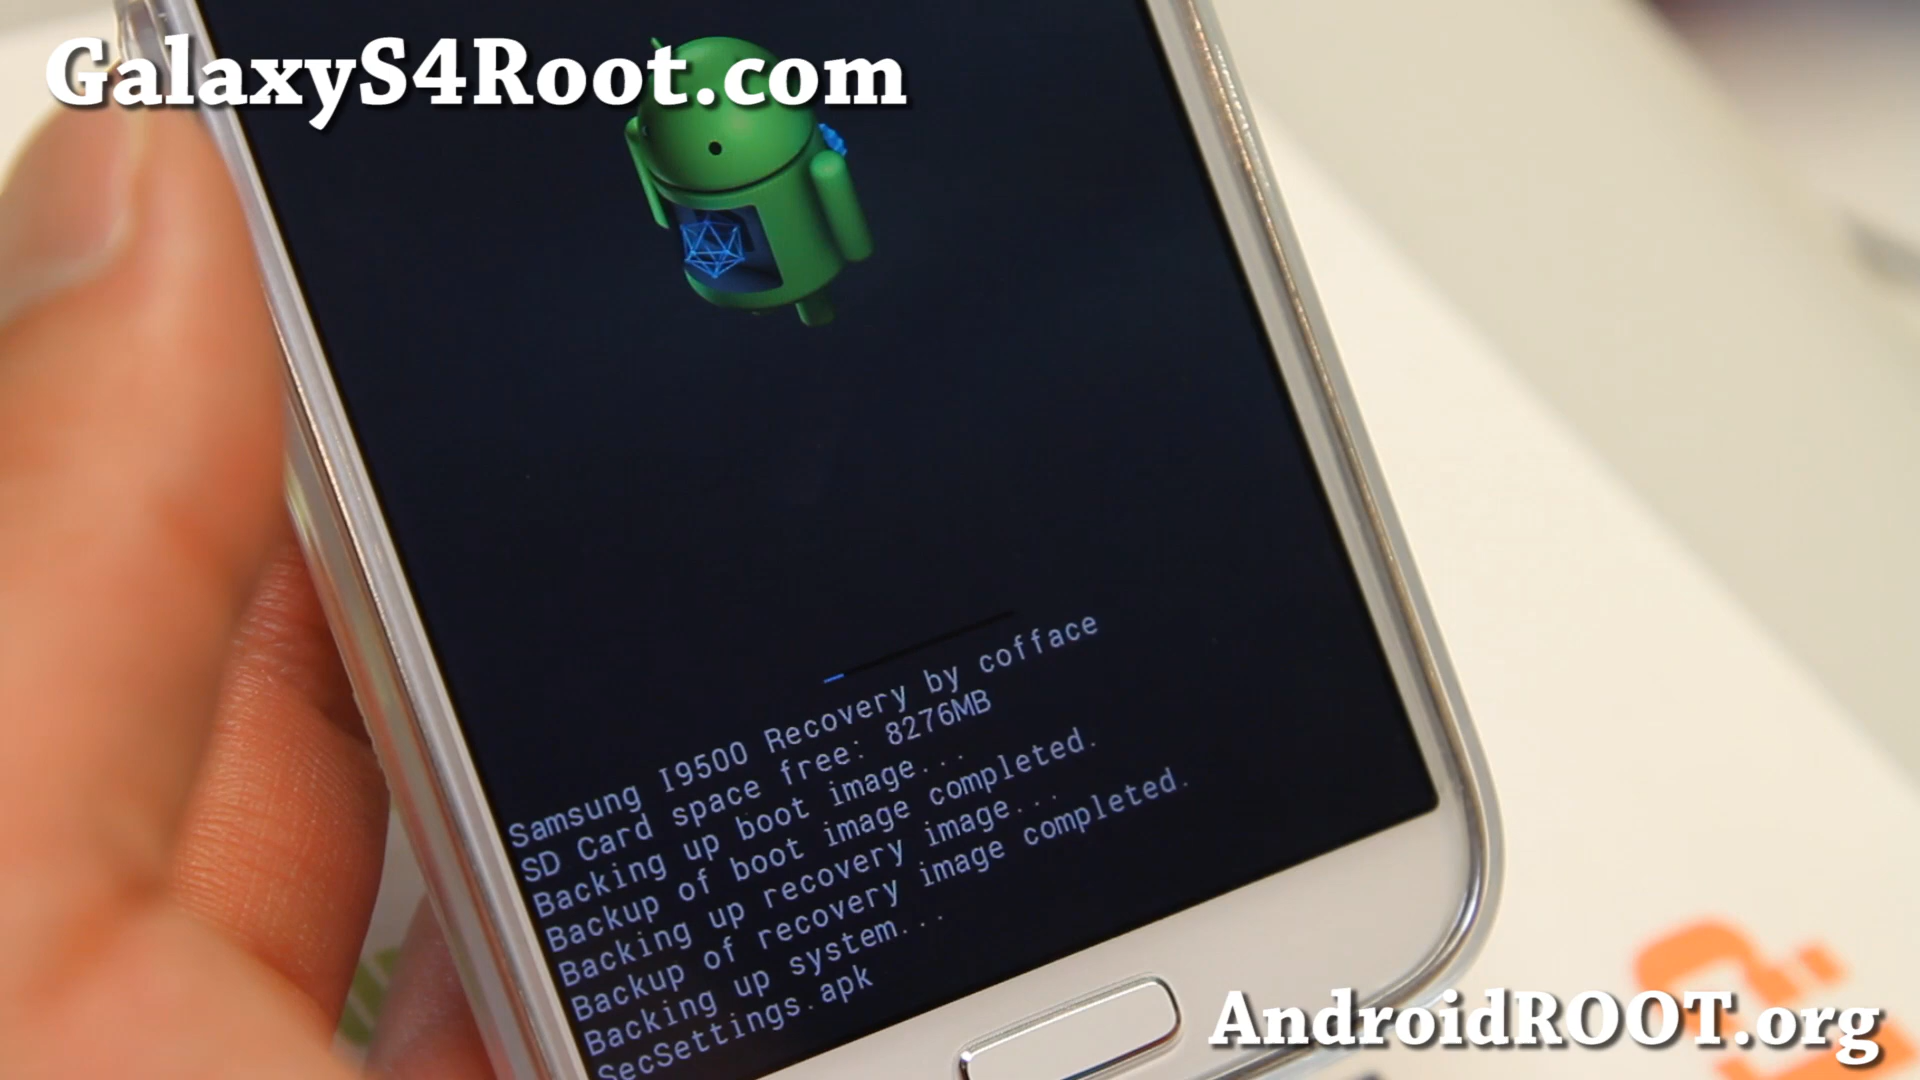 GalaxyS4Root.com
Samsung I9500 Recovery by cofface
SD Card space free: 8276MB
Backing up boot image...
Backup of boot image completed.
Backing up recovery image...
Backup of recovery image completed.
Backing up system...
SecSettings.apk
AndroidROOT.org